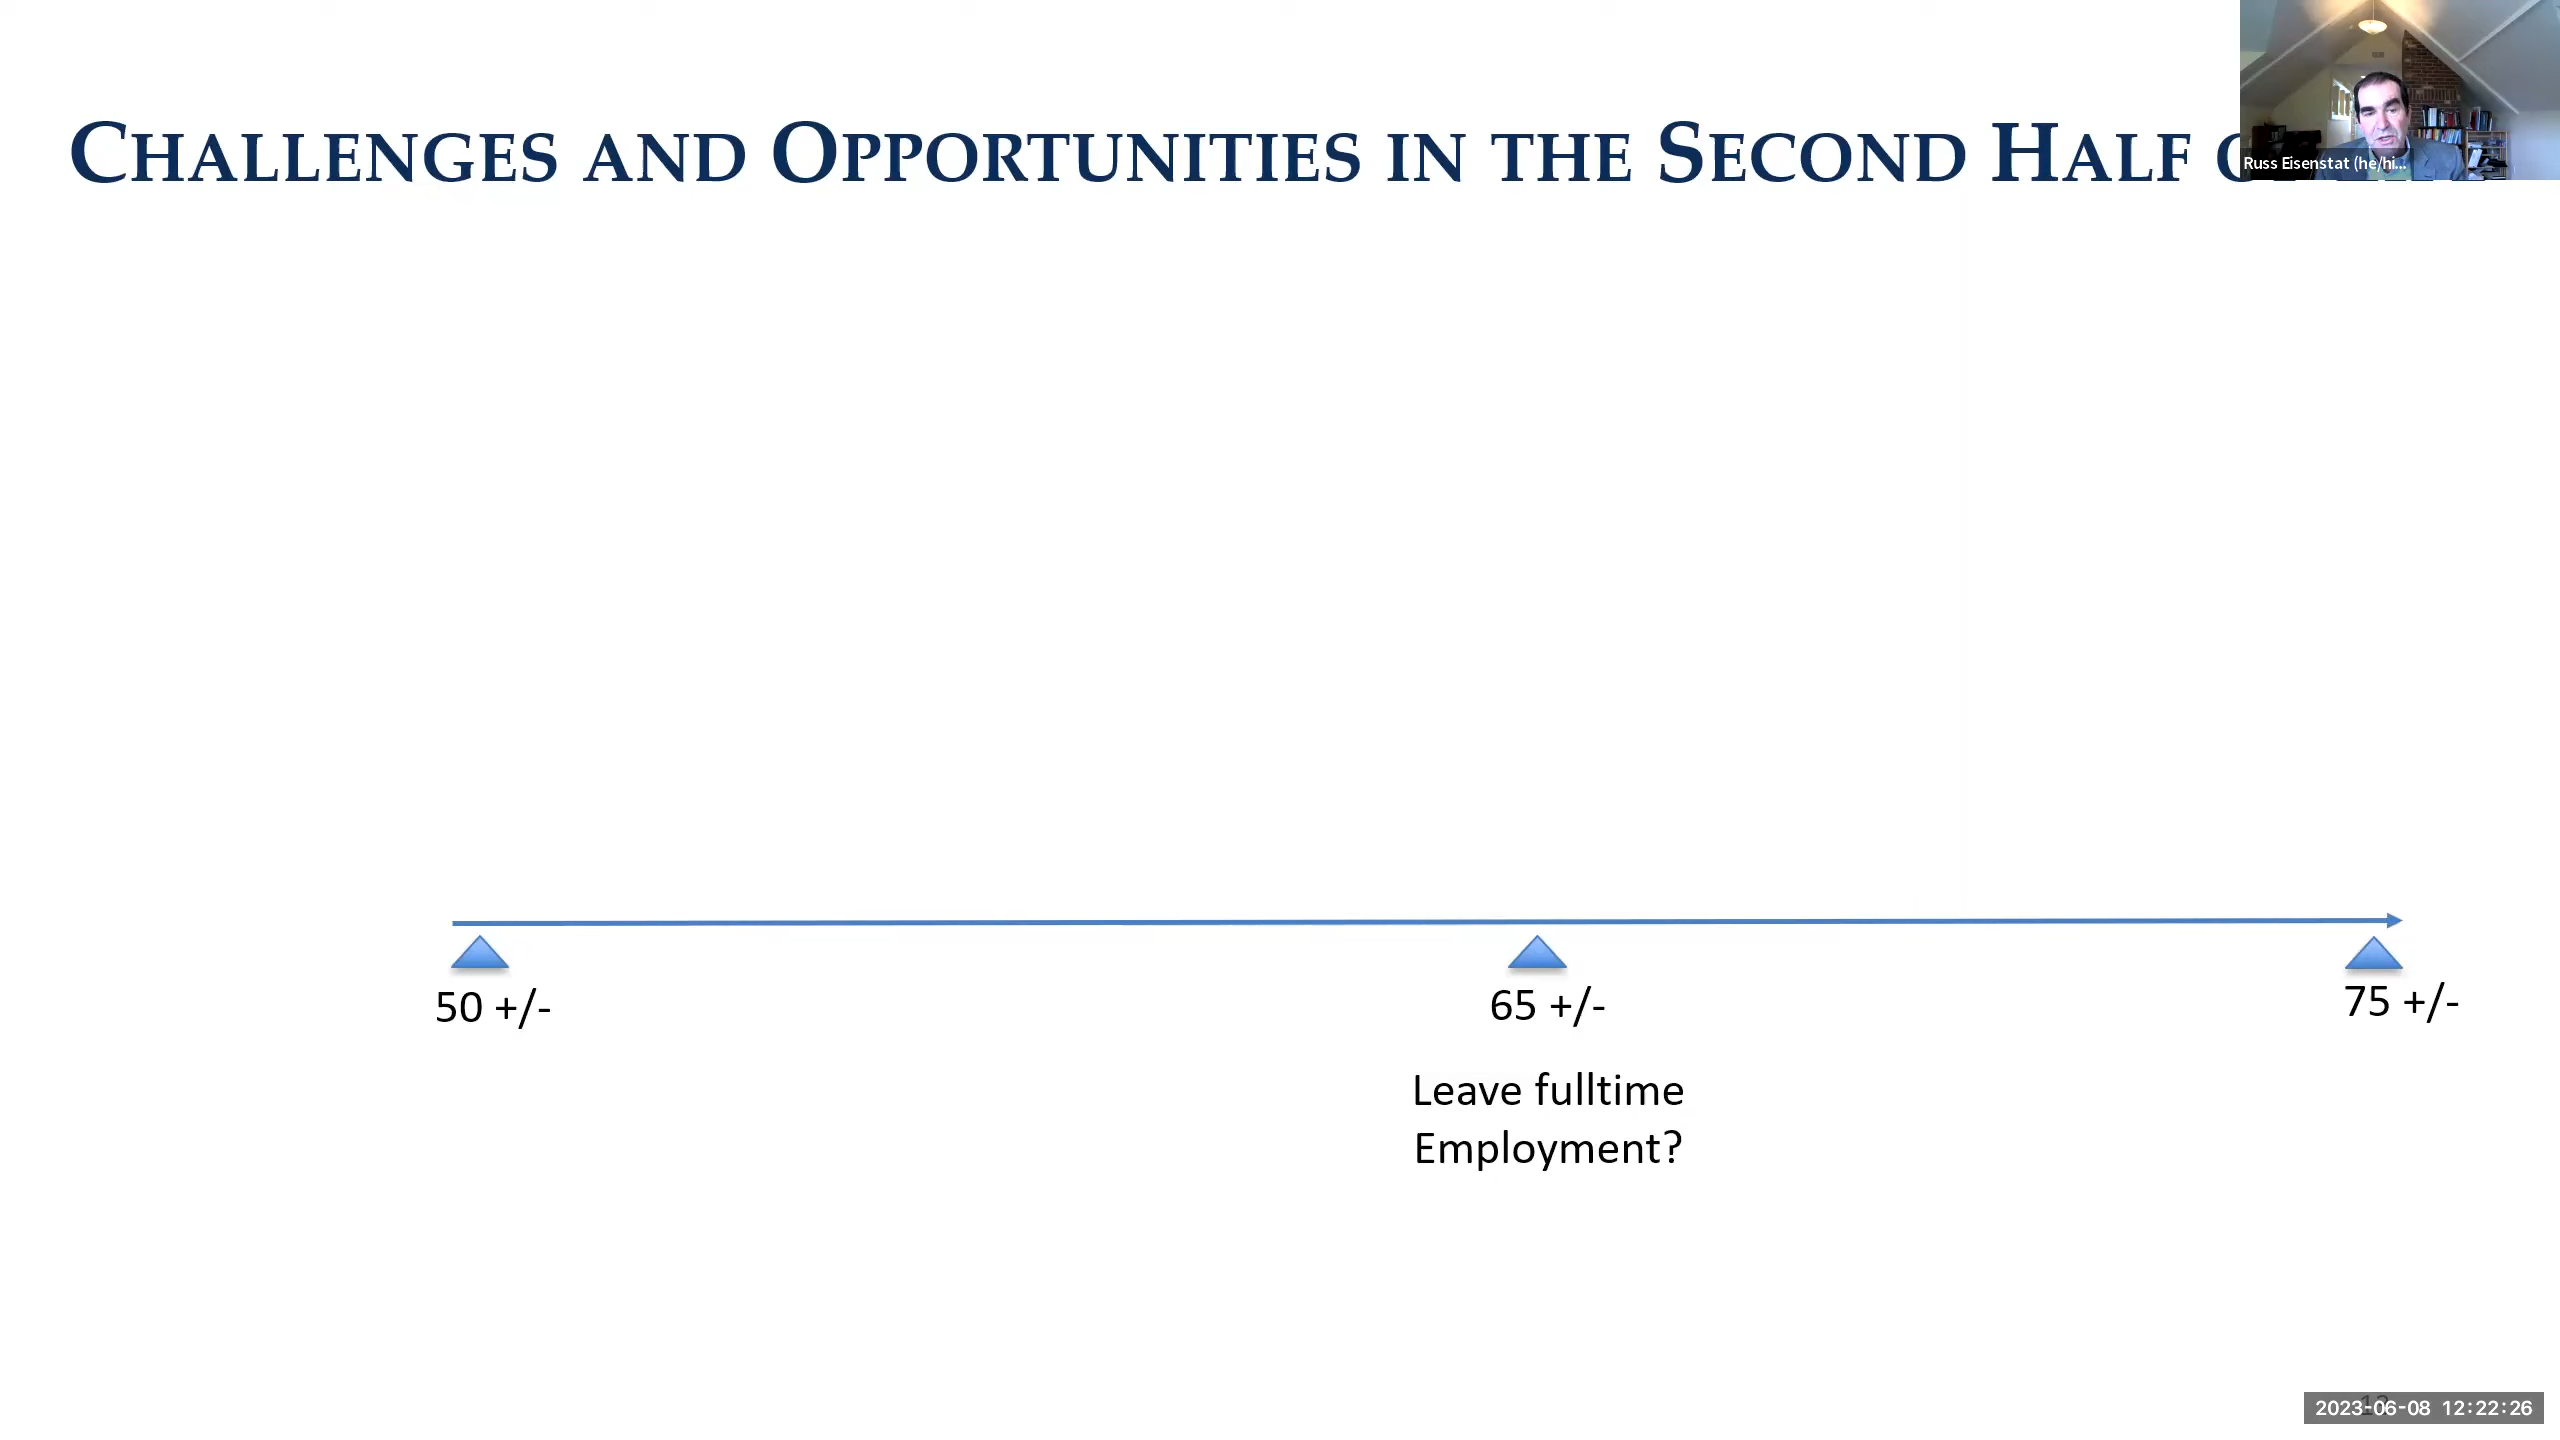 CHALLENGES AND OPPORTUNITIES IN THE SECOND HALF
Russ Eisenstat (he/hi...
50 +/-
65 +/-
75 +/-
Leave fulltime
Employment?
2023-06-08 12:22:26